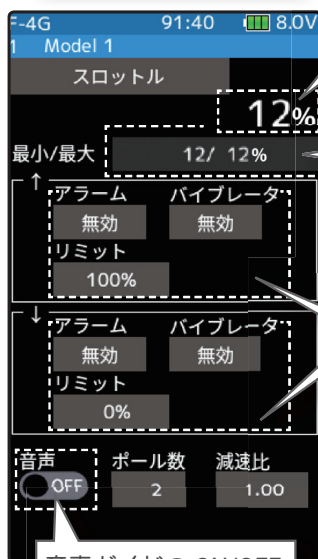 F-4G 91:40 8.0V
1 Model 1
スロットル
12%
最小/最大 12/ 12%
↑
アラーム バイブレータ
無効 無効
リミット
100%
↓
アラーム バイブレータ
無効 無効
リミット
0%
音声 ポール数 減速比
OFF 2 1.00
音声ガイドの ON/OFF